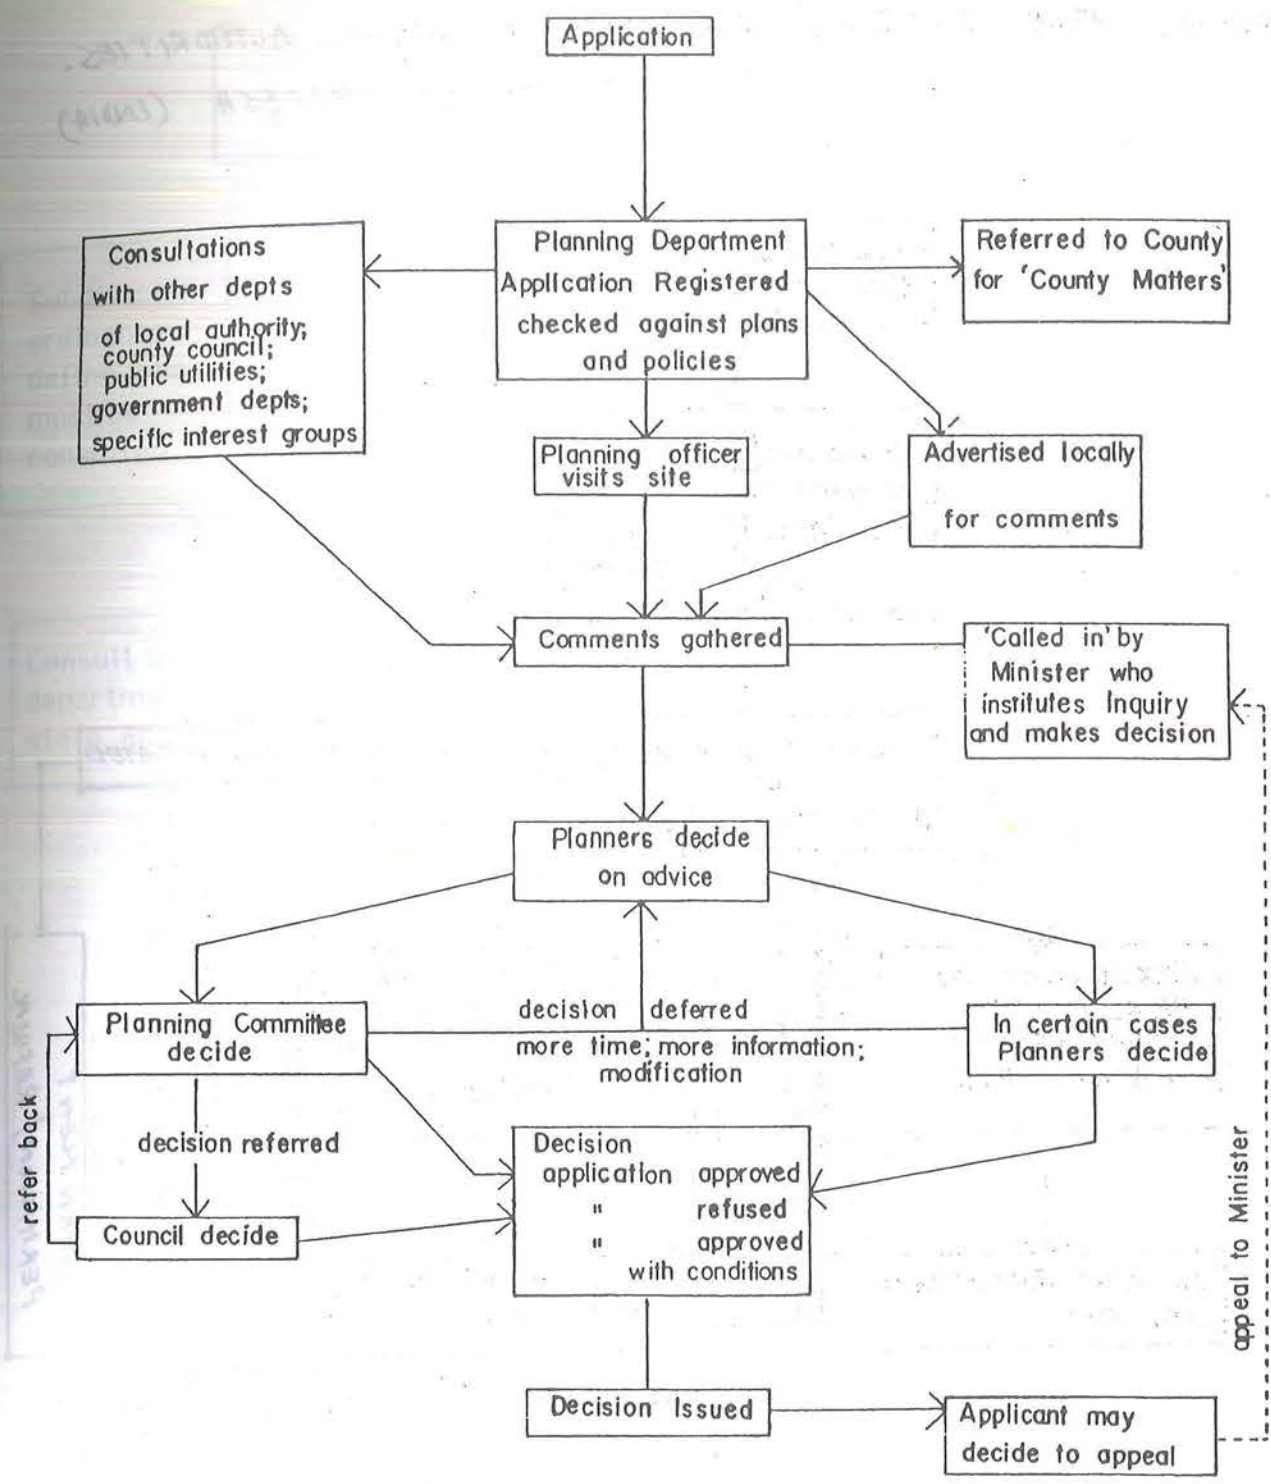 Application
Planning Department
Application Registered
checked against plans
and policies
Consultations
with other depts
of local authority;
county council;
public utilities;
government depts;
specific interest groups
Referred to County
for 'County Matters'
Planning officer
visits site
Advertised locally
for comments
Comments gathered
'Called in' by
Minister who
institutes Inquiry
and makes decision
Planners decide
on advice
Planning Committee
decide
decision deferred
more time; more information;
modification
In certain cases
Planners decide
refer back
decision referred
Council decide
Decision
application approved
" refused
" approved
with conditions
appeal to Minister
Decision Issued
Applicant may
decide to appeal
AUTHORITIES.
(INDIA)